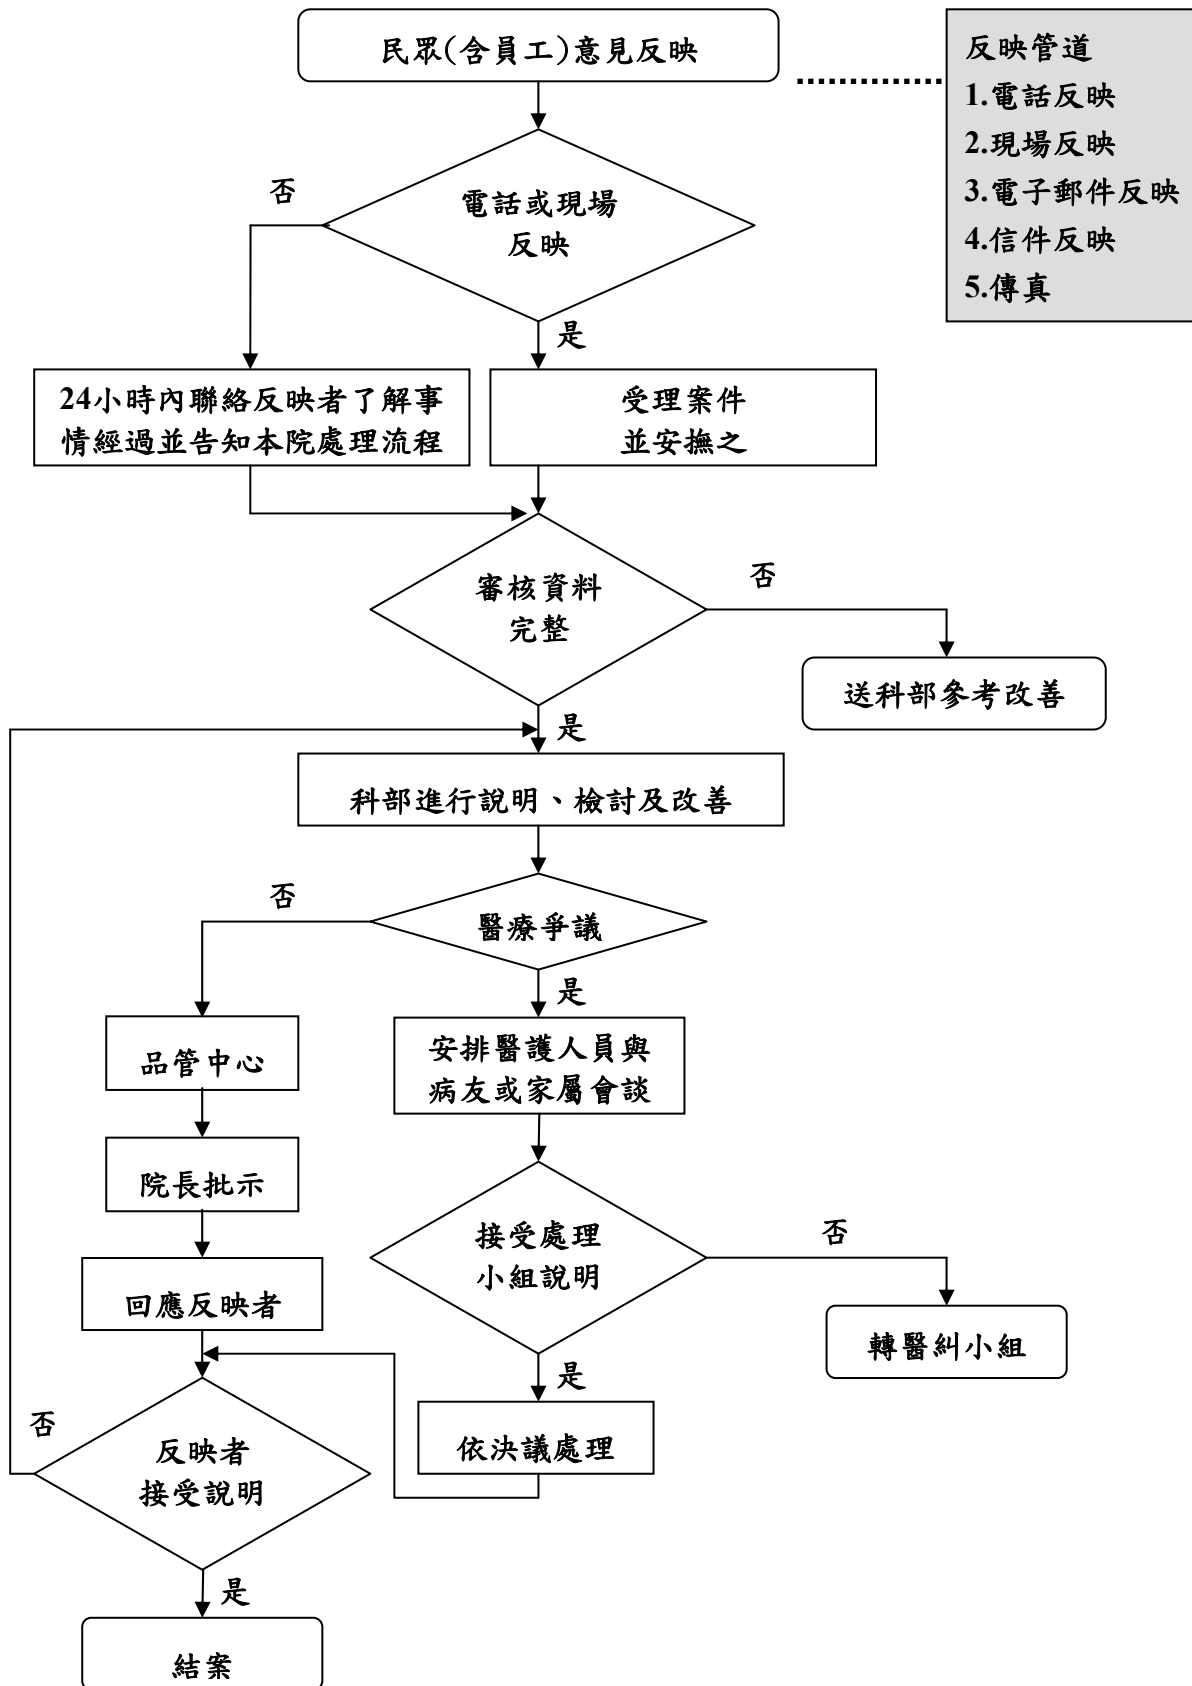 民眾(含員工)意見反映
反映管道
1.電話反映
2.現場反映
3.電子郵件反映
4.信件反映
5.傳真
否
電話或現場
反映
是
24小時內聯絡反映者了解事
情經過並告知本院處理流程
受理案件
並安撫之
審核資料
完整
否
送科部參考改善
是
科部進行說明、檢討及改善
否
醫療爭議
是
品管中心
安排醫護人員與
病友或家屬會談
院長批示
接受處理
小組說明
否
回應反映者
轉醫糾小組
是
否
反映者
接受說明
依決議處理
是
結案